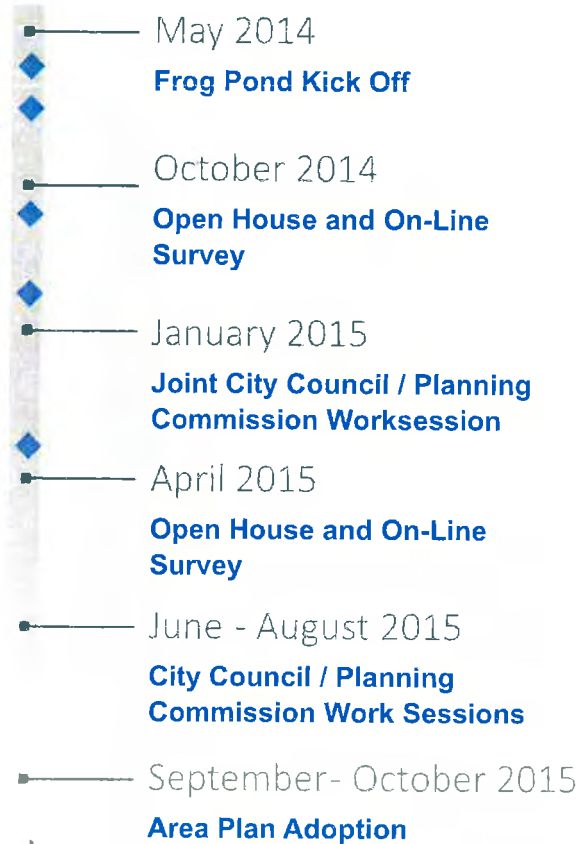 May 2014
Frog Pond Kick Off
October 2014
Open House and On-Line
Survey
January 2015
Joint City Council / Planning
Commission Worksession
April 2015
Open House and On-Line
Survey
June - August 2015
City Council / Planning
Commission Work Sessions
September- October 2015
Area Plan Adoption